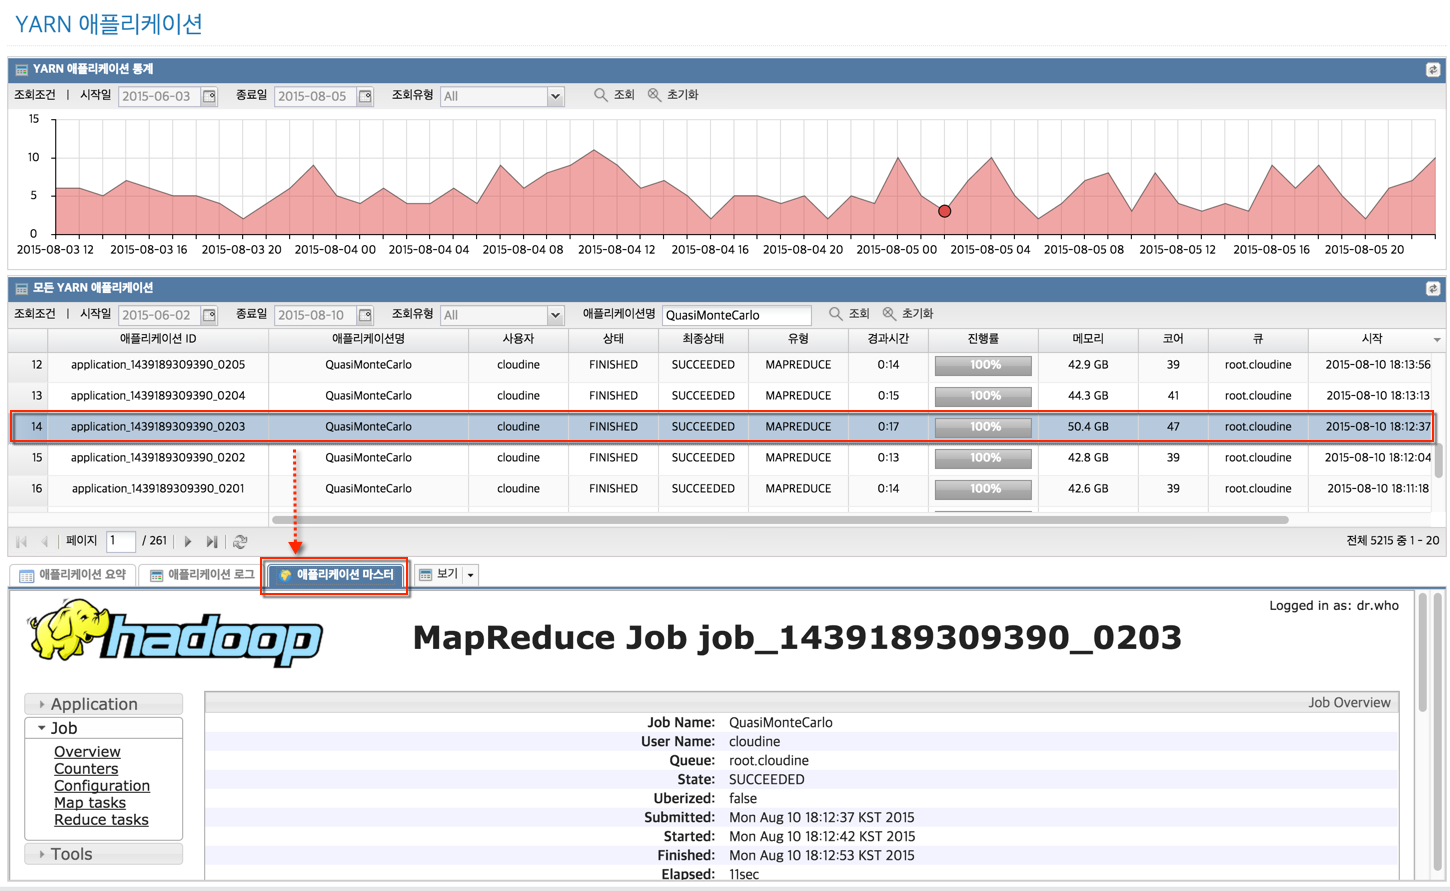 YARN 애플리케이션
YARN 애플리케이션 통계
조회조건 | 시작일 2015-06-03 종료일 2015-08-05 조회유형 All 조회 초기화
15
10
5
0
2015-08-03 12 2015-08-03 16 2015-08-03 20 2015-08-04 00 2015-08-04 04 2015-08-04 08 2015-08-04 12 2015-08-04 16 2015-08-04 20 2015-08-05 00 2015-08-05 04 2015-08-05 08 2015-08-05 12 2015-08-05 16 2015-08-05 20
모든 YARN 애플리케이션
조회조건 | 시작일 2015-06-02 종료일 2015-08-10 조회유형 All 애플리케이션명 QuasiMonteCarlo 조회 초기화
애플리케이션 ID 애플리케이션명 사용자 상태 최종상태 유형 경과시간 진행률 메모리 코어 큐 시작
12 application_1439189309390_0205 QuasiMonteCarlo cloudine FINISHED SUCCEEDED MAPREDUCE 0:14 100% 42.9 GB 39 root.cloudine 2015-08-10 18:13:56
13 application_1439189309390_0204 QuasiMonteCarlo cloudine FINISHED SUCCEEDED MAPREDUCE 0:15 100% 44.3 GB 41 root.cloudine 2015-08-10 18:13:13
14 application_1439189309390_0203 QuasiMonteCarlo cloudine FINISHED SUCCEEDED MAPREDUCE 0:17 100% 50.4 GB 47 root.cloudine 2015-08-10 18:12:37
15 application_1439189309390_0202 QuasiMonteCarlo cloudine FINISHED SUCCEEDED MAPREDUCE 0:13 100% 42.8 GB 39 root.cloudine 2015-08-10 18:12:04
16 application_1439189309390_0201 QuasiMonteCarlo cloudine FINISHED SUCCEEDED MAPREDUCE 0:14 100% 42.6 GB 39 root.cloudine 2015-08-10 18:11:18
페이지 1 / 261 전체 5215 중 1 - 20
애플리케이션 요약 애플리케이션 로그 애플리케이션 마스터 보기
Logged in as: dr.who
hadoop
MapReduce Job job_1439189309390_0203
Application
Job
Overview
Counters
Configuration
Map tasks
Reduce tasks
Tools
Job Overview
Job Name: QuasiMonteCarlo
User Name: cloudine
Queue: root.cloudine
State: SUCCEEDED
Uberized: false
Submitted: Mon Aug 10 18:12:37 KST 2015
Started: Mon Aug 10 18:12:42 KST 2015
Finished: Mon Aug 10 18:12:53 KST 2015
Elapsed: 11sec